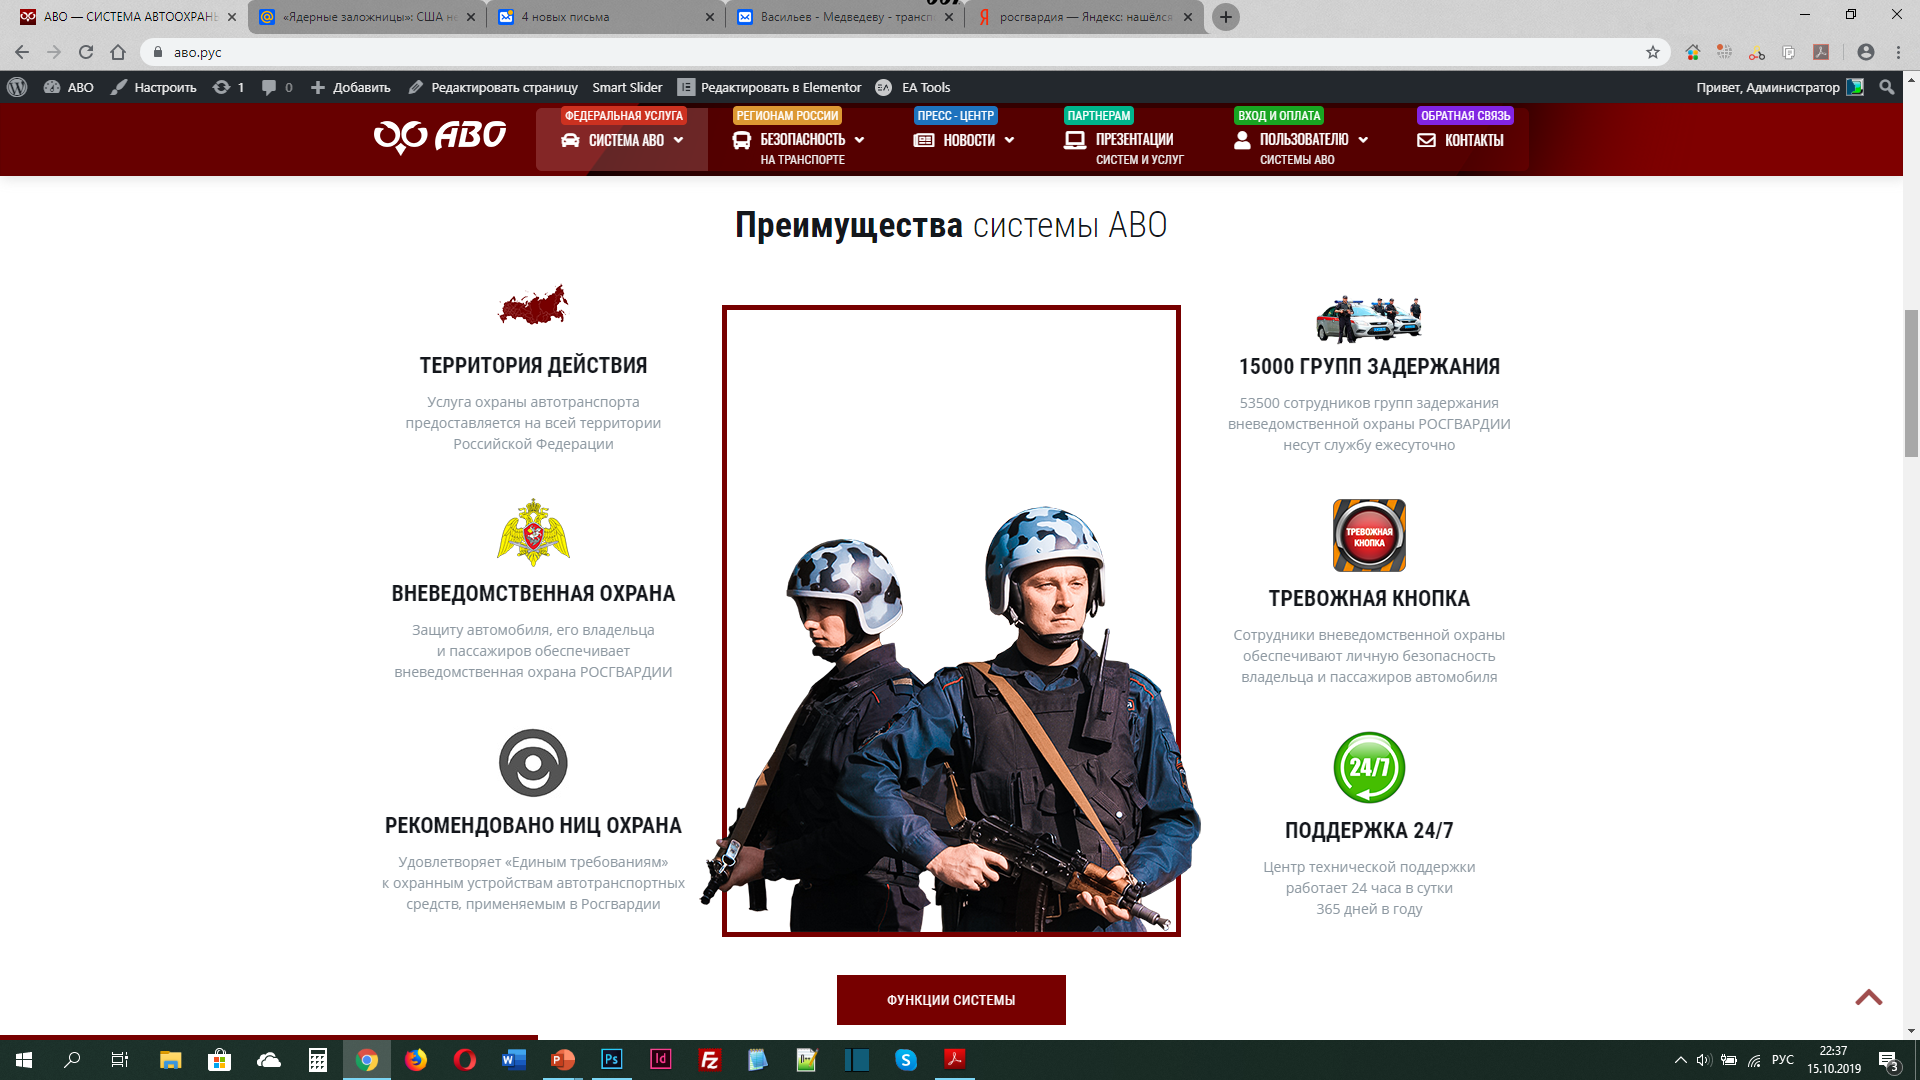 АВО — СИСТЕМА АВТООХРАНЫ
«Ядерные заложницы»: США не
4 новых письма
Васильев - Медведеву - трансп
росгвардия — Яндекс: нашёлся
аво.рус
АВО
Настроить
1
0
Добавить
Редактировать страницу
Smart Slider
Редактировать в Elementor
EA Tools
Привет, Администратор
АВО
ФЕДЕРАЛЬНАЯ УСЛУГА
СИСТЕМА АВО
РЕГИОНАМ РОССИИ
БЕЗОПАСНОСТЬ
НА ТРАНСПОРТЕ
ПРЕСС - ЦЕНТР
НОВОСТИ
ПАРТНЕРАМ
ПРЕЗЕНТАЦИИ
СИСТЕМ И УСЛУГ
ВХОД И ОПЛАТА
ПОЛЬЗОВАТЕЛЮ
СИСТЕМЫ АВО
ОБРАТНАЯ СВЯЗЬ
КОНТАКТЫ
Преимущества системы АВО
ТЕРРИТОРИЯ ДЕЙСТВИЯ
Услуга охраны автотранспорта
предоставляется на всей территории
Российской Федерации
ВНЕВЕДОМСТВЕННАЯ ОХРАНА
Защиту автомобиля, его владельца
и пассажиров обеспечивает
вневедомственная охрана РОСГВАРДИИ
РЕКОМЕНДОВАНО НИЦ ОХРАНА
Удовлетворяет «Единым требованиям»
к охранным устройствам автотранспортных
средств, применяемым в Росгвардии
15000 ГРУПП ЗАДЕРЖАНИЯ
53500 сотрудников групп задержания
вневедомственной охраны РОСГВАРДИИ
несут службу ежесуточно
ТРЕВОЖНАЯ
КНОПКА
ТРЕВОЖНАЯ КНОПКА
Сотрудники вневедомственной охраны
обеспечивают личную безопасность
владельца и пассажиров автомобиля
24/7
ПОДДЕРЖКА 24/7
Центр технической поддержки
работает 24 часа в сутки
365 дней в году
ФУНКЦИИ СИСТЕМЫ
РУС
22:37
15.10.2019
3